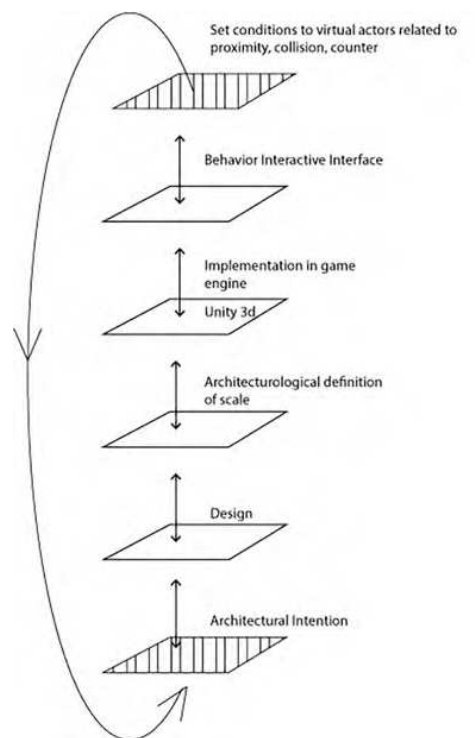 Set conditions to virtual actors related to
proximity, collision, counter
Behavior Interactive Interface
Implementation in game
engine
Unity 3d
Architecturological definition
of scale
Design
Architectural Intention